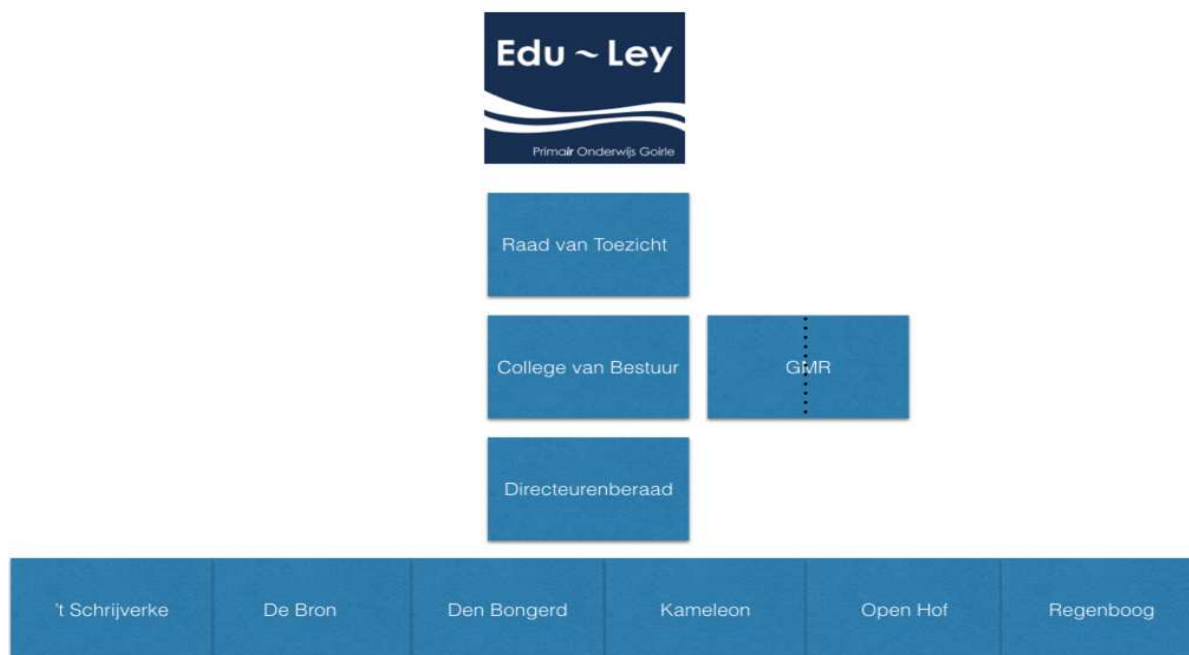 Edu ~ Ley
Primair Onderwijs Goirle
Raad van Toezicht
College van Bestuur
GMR
Directeurenberaad
't Schrijverke
De Bron
Den Bongerd
Kameleon
Open Hof
Regenboog